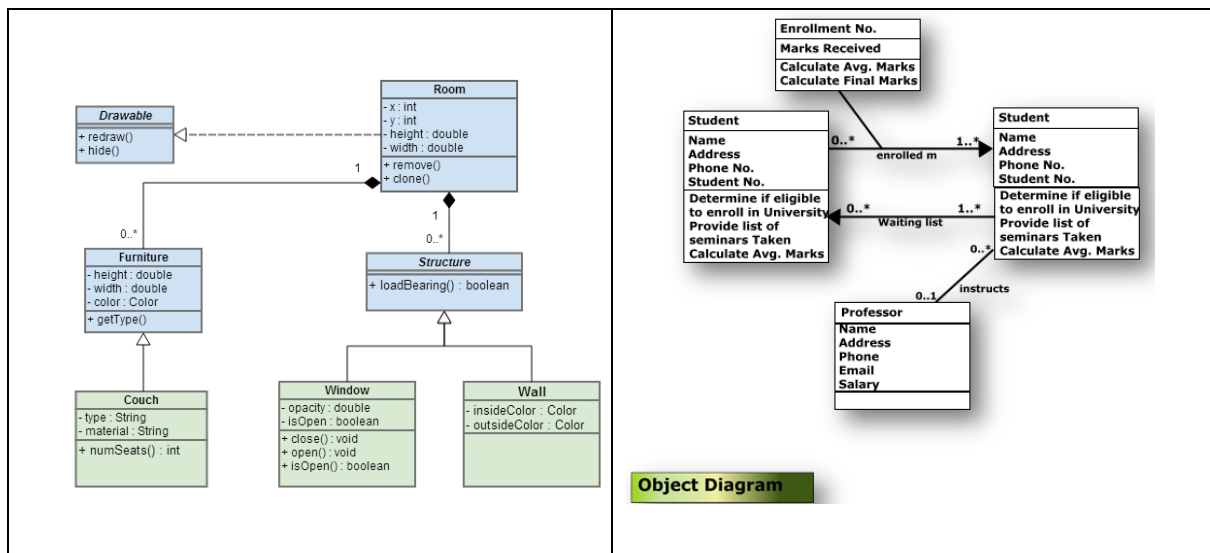 Room
- x : int
- y : int
- height : double
- width : double
+ remove()
+ clone()
Drawable
+ redraw()
+ hide()
1
1
0..*
0..*
Furniture
- height : double
- width : double
- color : Color
+ getType()
Structure
+ loadBearing() : boolean
Couch
- type : String
- material : String
+ numSeats() : int
Window
- opacity : double
- isOpen : boolean
+ close() : void
+ open() : void
+ isOpen() : boolean
Wall
- insideColor : Color
- outsideColor : Color
Enrollment No.
Marks Received
Calculate Avg. Marks
Calculate Final Marks
Student
Name
Address
Phone No.
Student No.
Determine if eligible
to enroll in University
Provide list of
seminars Taken
Calculate Avg. Marks
0..*
1..*
enrolled m
0..*
1..*
Waiting list
Student
Name
Address
Phone No.
Student No.
Determine if eligible
to enroll in University
Provide list of
seminars Taken
Calculate Avg. Marks
0..*
instructs
0..1
Professor
Name
Address
Phone
Email
Salary
Object Diagram